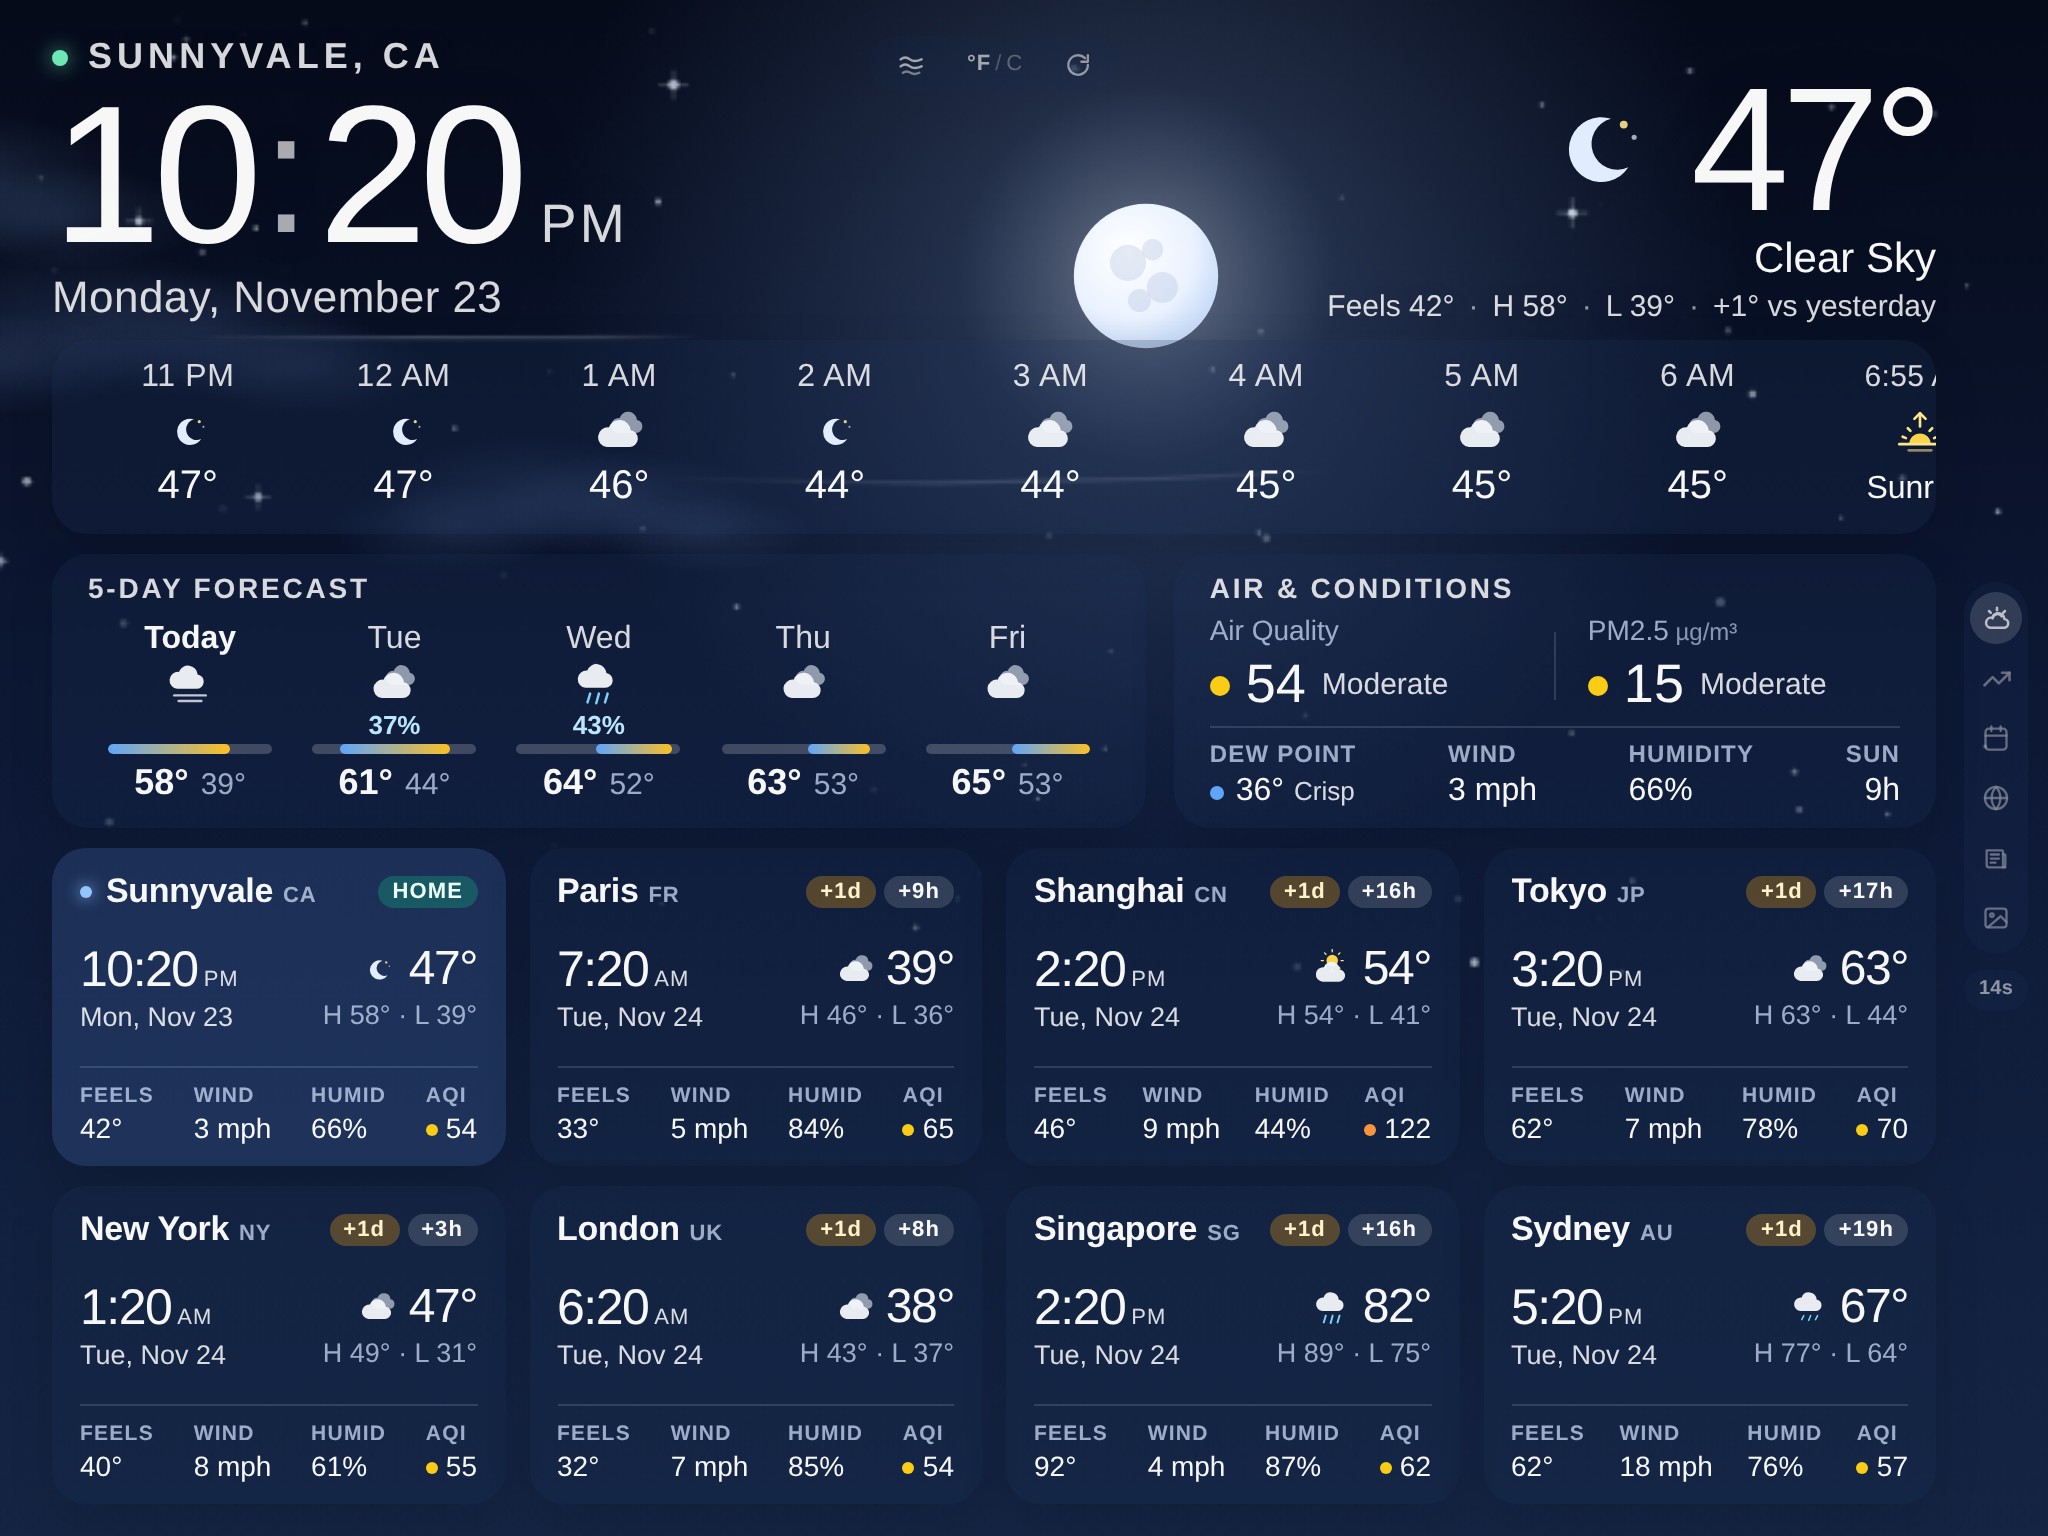 SUNNYVALE, CA
°F / C
10:20 PM
47°
Monday, November 23
Clear Sky
Feels 42° · H 58° · L 39° · +1° vs yesterday
11 PM 12 AM 1 AM 2 AM 3 AM 4 AM 5 AM 6 AM 6:55
47° 47° 46° 44° 44° 45° 45° 45° Sunr
5-DAY FORECAST
Today Tue Wed Thu Fri
37% 43%
58° 39° 61° 44° 64° 52° 63° 53° 65° 53°
AIR & CONDITIONS
Air Quality PM2.5 µg/m³
54 Moderate 15 Moderate
DEW POINT WIND HUMIDITY SUN
36° Crisp 3 mph 66% 9h
Sunnyvale CA HOME
10:20 PM 47°
Mon, Nov 23 H 58° · L 39°
FEELS WIND HUMID AQI
42° 3 mph 66% 54
Paris FR +1d +9h
7:20 AM 39°
Tue, Nov 24 H 46° · L 36°
FEELS WIND HUMID AQI
33° 5 mph 84% 65
Shanghai CN +1d +16h
2:20 PM 54°
Tue, Nov 24 H 54° · L 41°
FEELS WIND HUMID AQI
46° 9 mph 44% 122
Tokyo JP +1d +17h
3:20 PM 63°
Tue, Nov 24 H 63° · L 44°
FEELS WIND HUMID AQI
62° 7 mph 78% 70
14s
New York NY +1d +3h
1:20 AM 47°
Tue, Nov 24 H 49° · L 31°
FEELS WIND HUMID AQI
40° 8 mph 61% 55
London UK +1d +8h
6:20 AM 38°
Tue, Nov 24 H 43° · L 37°
FEELS WIND HUMID AQI
32° 7 mph 85% 54
Singapore SG +1d +16h
2:20 PM 82°
Tue, Nov 24 H 89° · L 75°
FEELS WIND HUMID AQI
92° 4 mph 87% 62
Sydney AU +1d +19h
5:20 PM 67°
Tue, Nov 24 H 77° · L 64°
FEELS WIND HUMID AQI
62° 18 mph 76% 57